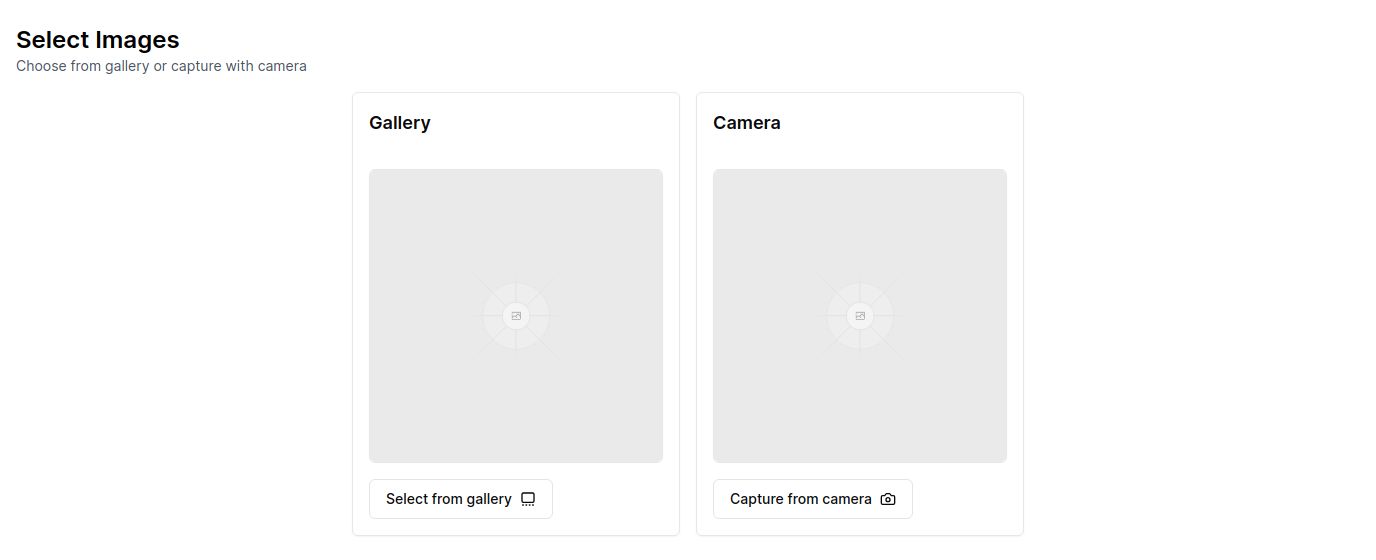 Select Images
Choose from gallery or capture with camera
Gallery
Camera
Select from gallery
Capture from camera